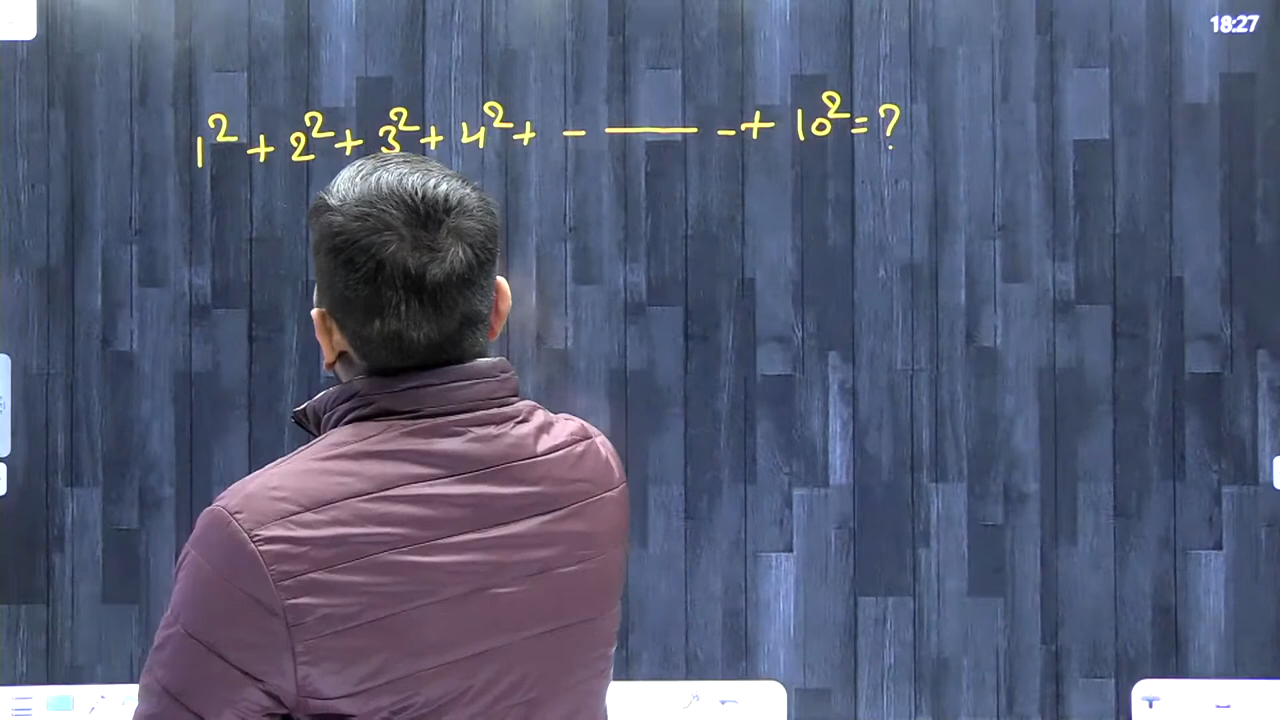 18:27
1² + 2² + 3² + 4² + - —— - + 10² = ?